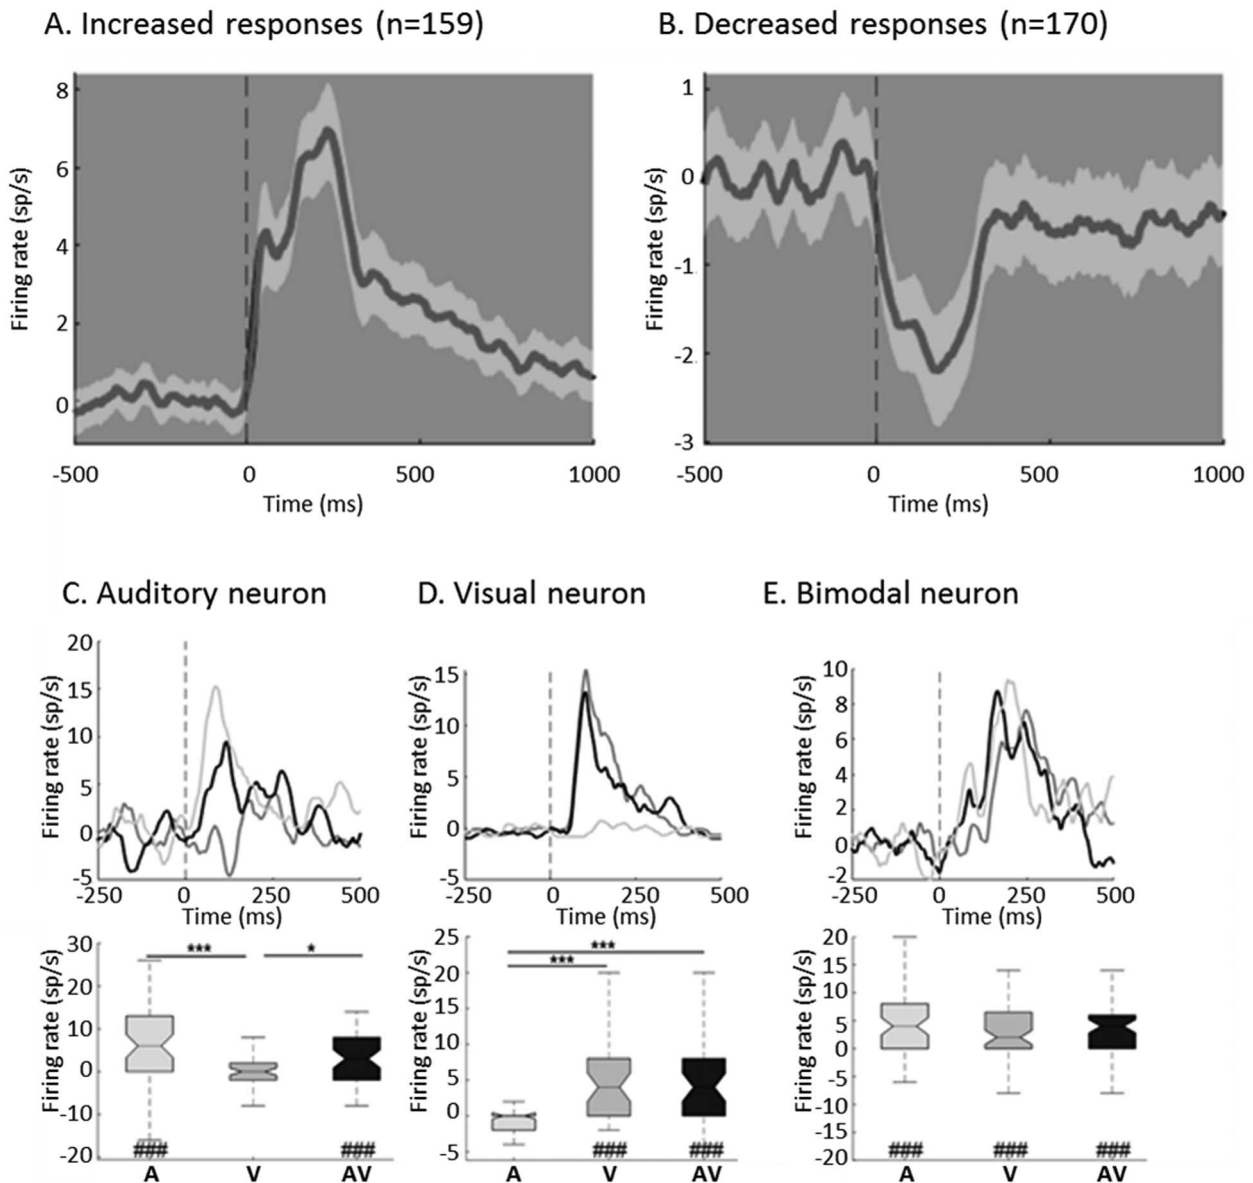 A. Increased responses (n=159)
B. Decreased responses (n=170)
Firing rate (sp/s)
8
6
4
2
0
-500 0 500 1000
Time (ms)
Firing rate (sp/s)
1
0
-1
-2
-3
-500 0 500 1000
Time (ms)
C. Auditory neuron
D. Visual neuron
E. Bimodal neuron
Firing rate (sp/s)
20
15
10
5
0
-5
-250 0 250 500
Time (ms)
Firing rate (sp/s)
15
10
5
0
-5
-250 0 250 500
Time (ms)
Firing rate (sp/s)
10
8
6
4
2
0
-2
-250 0 250 500
Time (ms)
Firing rate (sp/s)
30
20
10
0
-10
-20
*** *
### ###
A V AV
Firing rate (sp/s)
25
20
15
10
5
0
-5
***
***
### ###
A V AV
Firing rate (sp/s)
20
15
10
5
0
-5
-10
-15
-20
### ### ###
A V AV